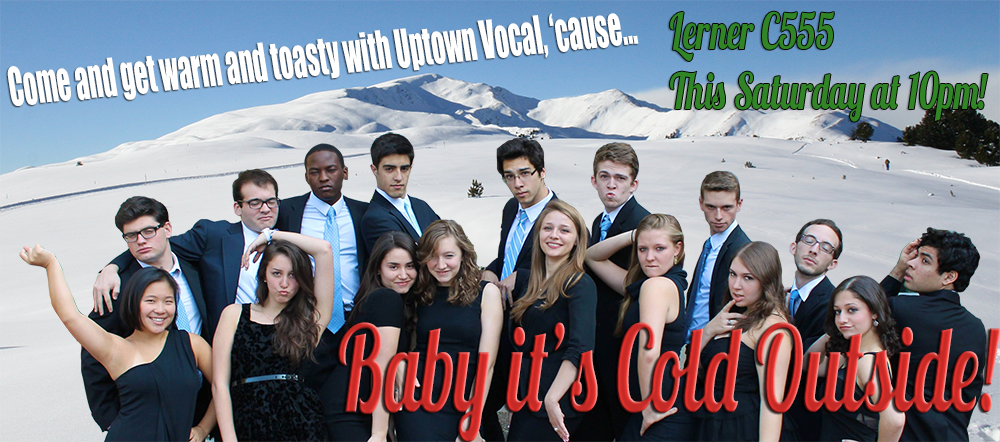 Come and get warm and toasty with Uptown Vocal, ‘cause...
Lerner C555
This Saturday at 10pm!
Baby it’s Cold Outside!